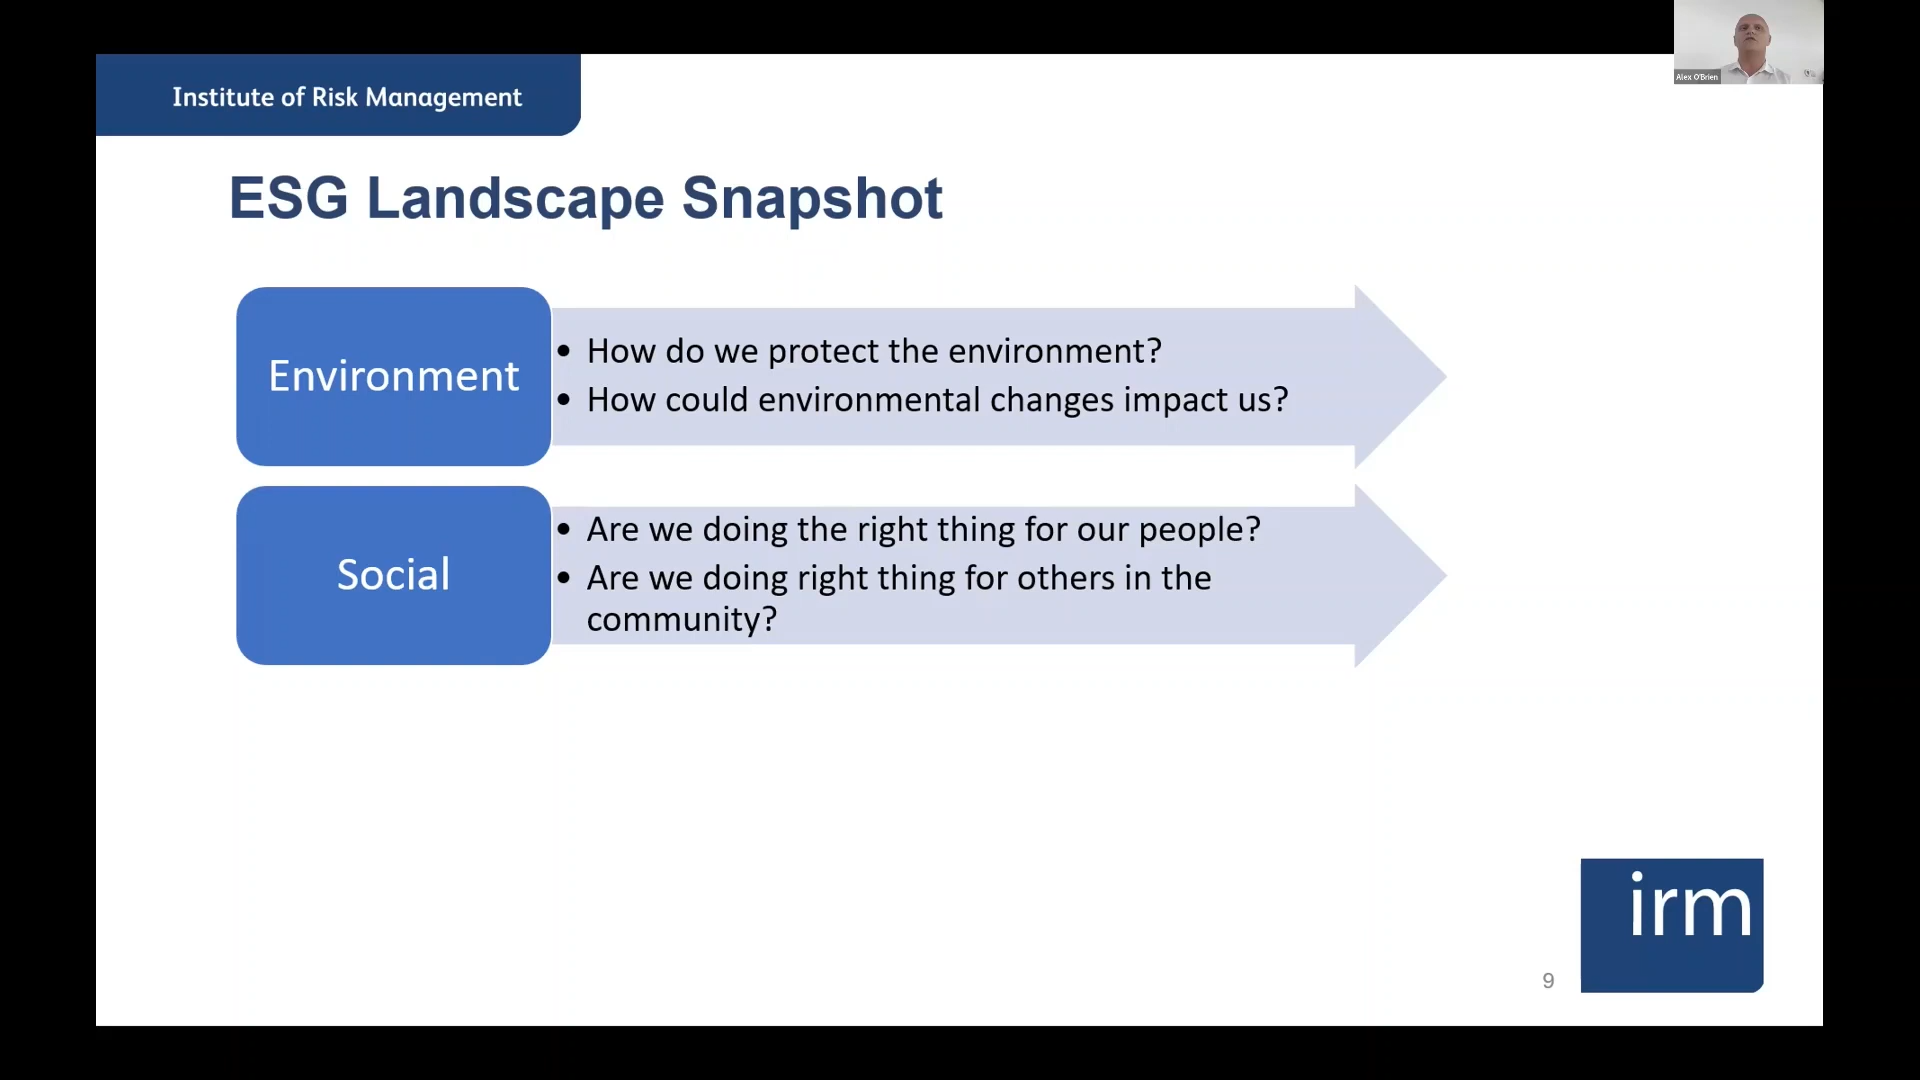 Alex O'Brien
Institute of Risk Management
ESG Landscape Snapshot
Environment
• How do we protect the environment?
• How could environmental changes impact us?
Social
• Are we doing the right thing for our people?
• Are we doing right thing for others in the
community?
irm
9